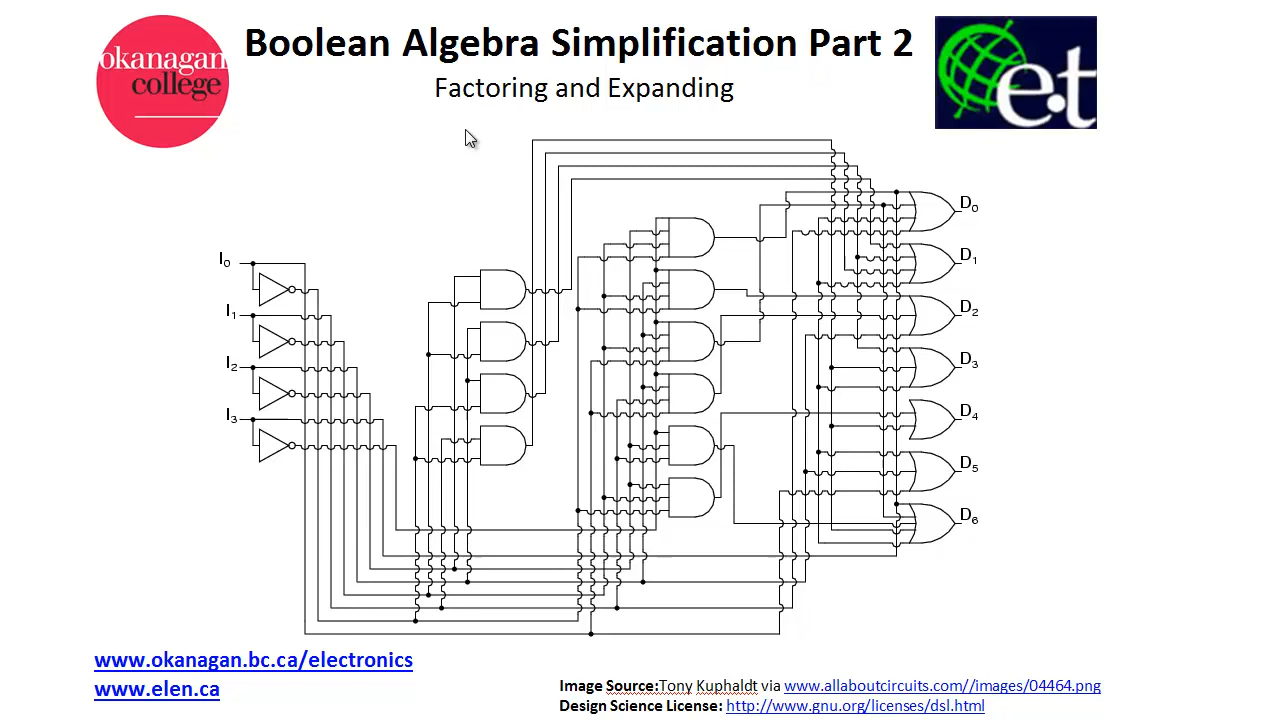 okanagan
college
Boolean Algebra Simplification Part 2
Factoring and Expanding
e·t
I₀
I₁
I₂
I₃
D₀
D₁
D₂
D₃
D₄
D₅
D₆
www.okanagan.bc.ca/electronics
www.elen.ca
Image Source:Tony Kuphaldt via www.allaboutcircuits.com//images/04464.png
Design Science License: http://www.gnu.org/licenses/dsl.html